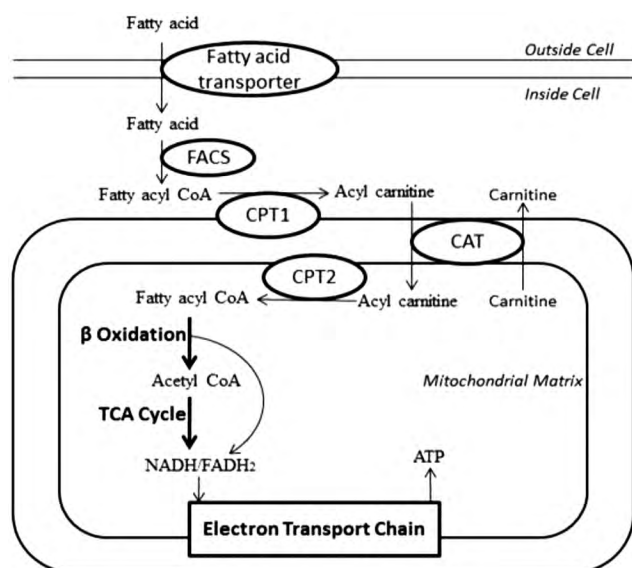 Fatty acid
Outside Cell
Fatty acid
transporter
Inside Cell
Fatty acid
FACS
Fatty acyl CoA
Acyl carnitine
Carnitine
CPT1
CAT
CPT2
Fatty acyl CoA
Acyl carnitine
Carnitine
β Oxidation
Acetyl CoA
Mitochondrial Matrix
TCA Cycle
NADH/FADH₂
ATP
Electron Transport Chain